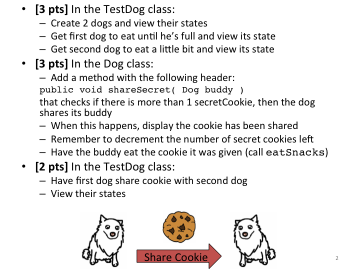 • [3 pts] In the TestDog class:
– Create 2 dogs and view their states
– Get first dog to eat until he's full and view its state
– Get second dog to eat a little bit and view its state
• [3 pts] In the Dog class:
– Add a method with the following header:
public void shareSecret( Dog buddy )
that checks if there is more than 1 secretCookie, then the dog
shares its buddy
– When this happens, display the cookie has been shared
– Remember to decrement the number of secret cookies left
– Have the buddy eat the cookie it was given (call eatSnacks)
• [2 pts] In the TestDog class:
– Have first dog share cookie with second dog
– View their states
Share Cookie
2